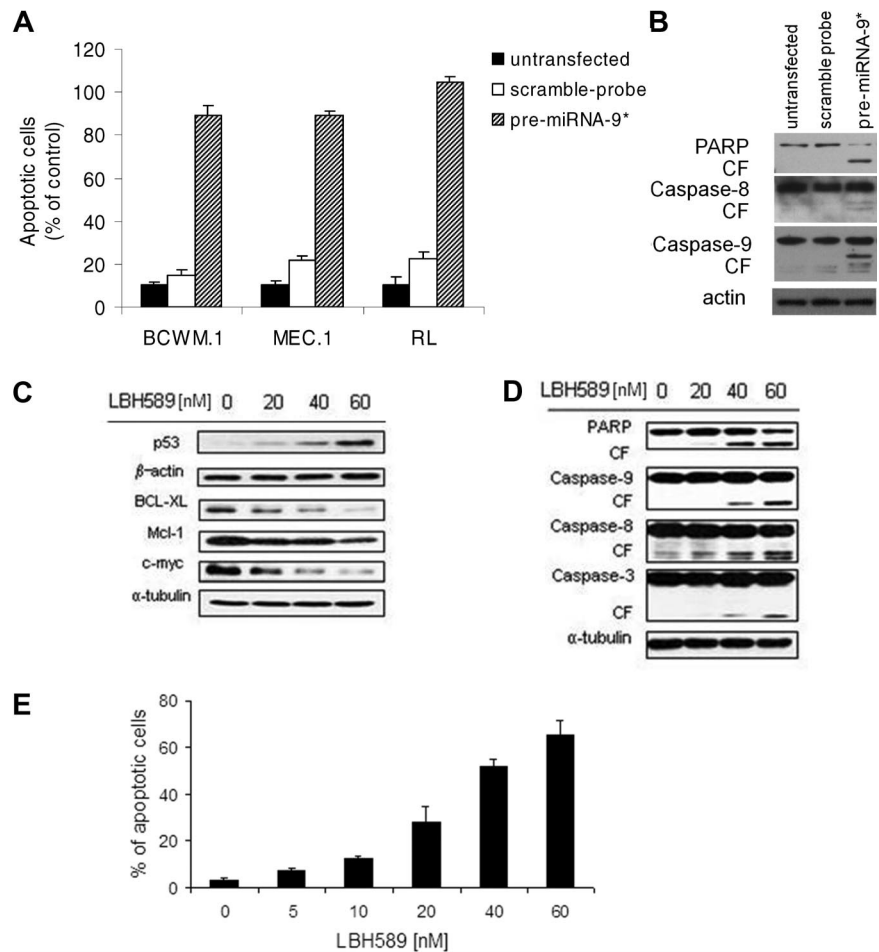 A
Apoptotic cells
(% of control)
120
100
80
60
40
20
0
BCWM.1 MEC.1 RL
untransfected
scramble-probe
pre-miRNA-9*
B
untransfected
scramble probe
pre-miRNA-9*
PARP
CF
Caspase-8
CF
Caspase-9
CF
actin
C
LBH589[nM] 0 20 40 60
p53
β-actin
BCL-XL
Mcl-1
c-myc
α-tubulin
D
LBH589[nM] 0 20 40 60
PARP
CF
Caspase-9
CF
Caspase-8
CF
Caspase-3
CF
α-tubulin
E
% of apoptotic cells
80
60
40
20
0
0 5 10 20 40 60
LBH589 [nM]